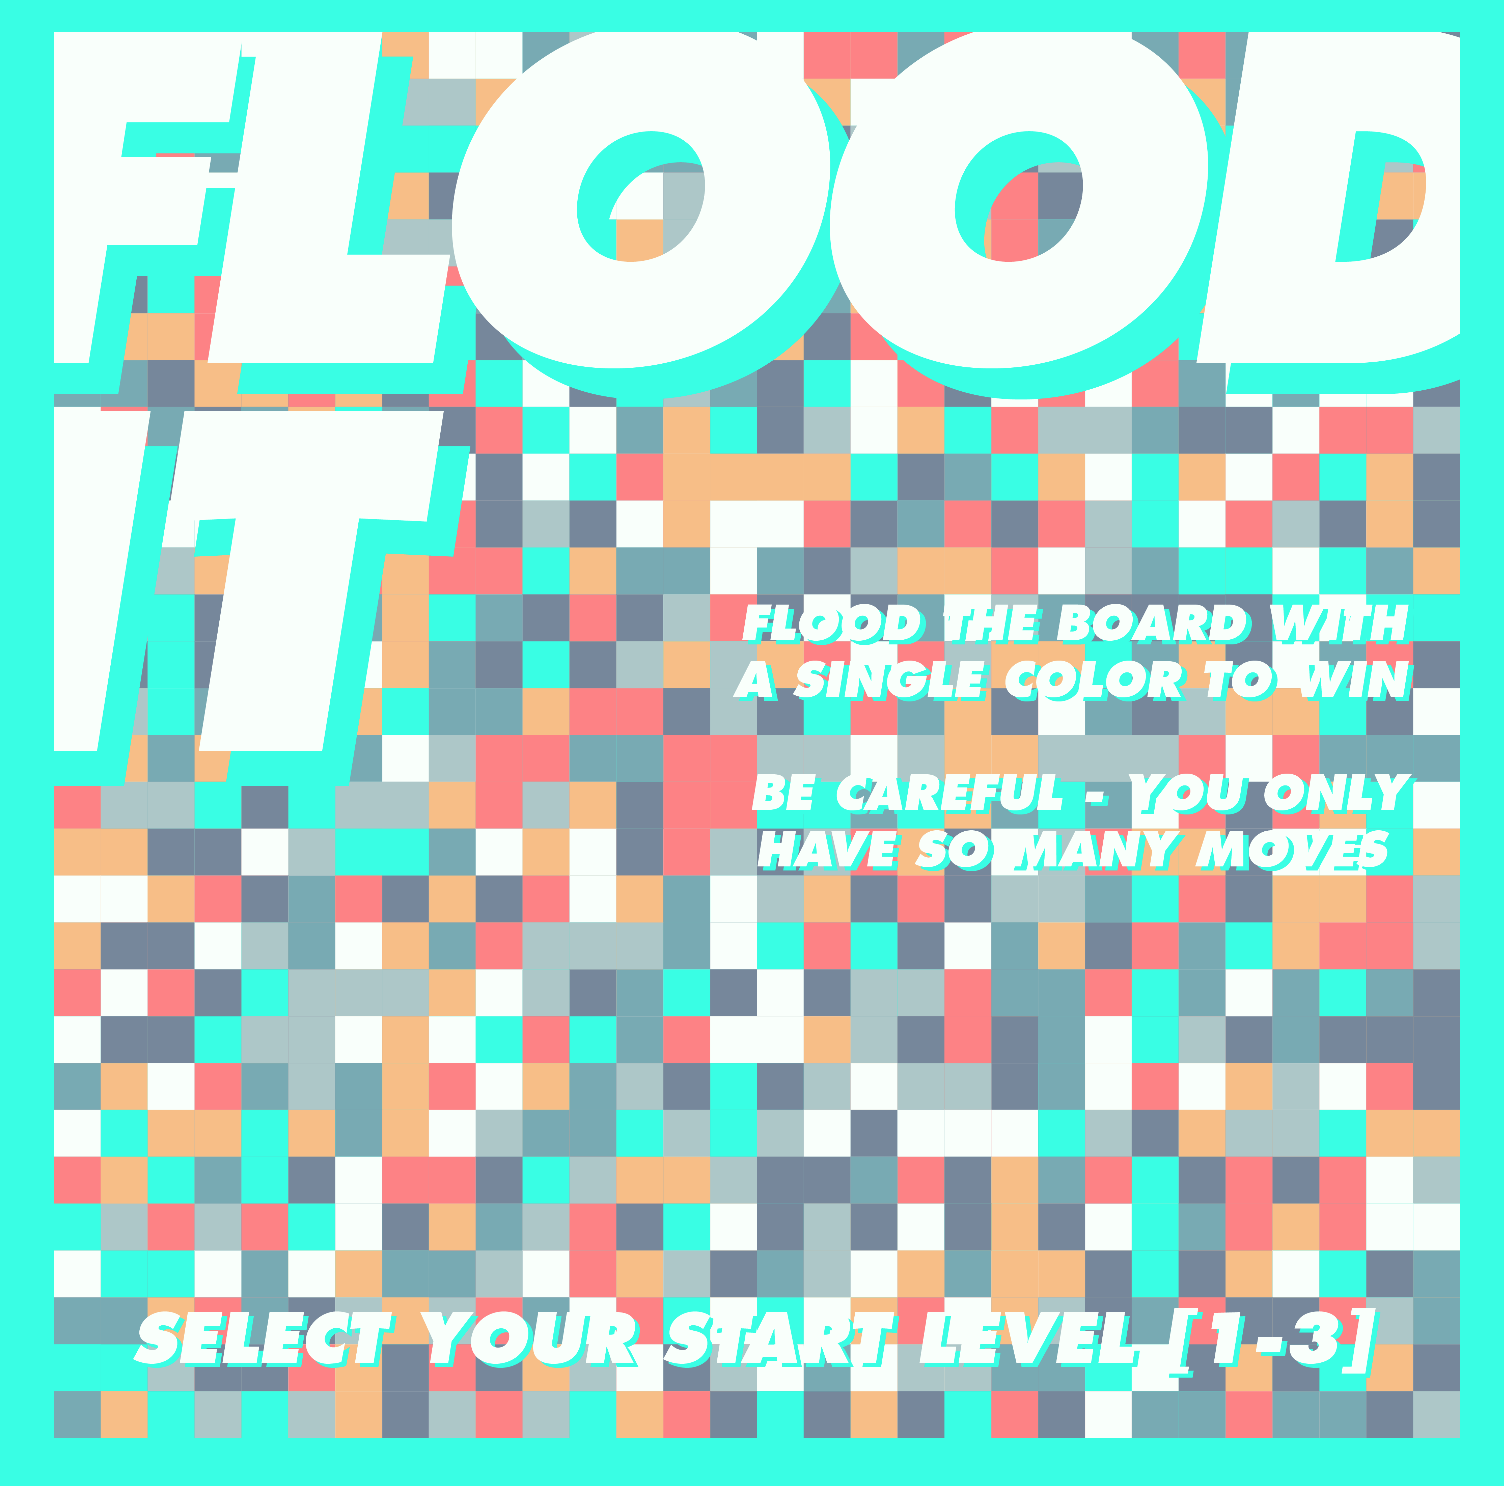 FLOOD
IT
FLOOD THE BOARD WITH
A SINGLE COLOR TO WIN
BE CAREFUL - YOU ONLY
HAVE SO MANY MOVES
SELECT YOUR START LEVEL [1-3]